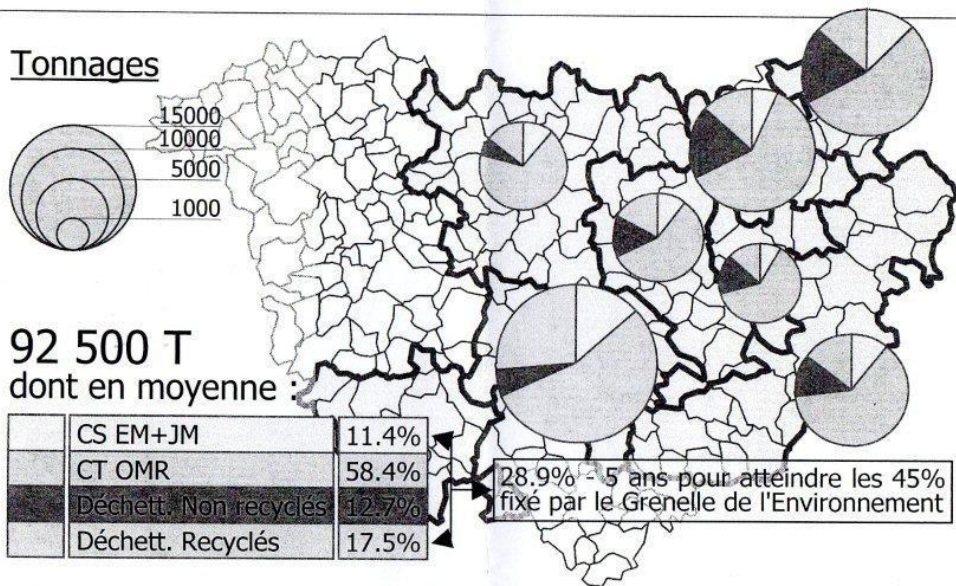 Tonnages
15000
10000
5000
1000
92 500 T
dont en moyenne :
CS EM+JM 11.4%
CT OMR 58.4%
Déchett. Non recyclés 12.7%
Déchett. Recyclés 17.5%
28.9% - 5 ans pour atteindre les 45%
fixé par le Grenelle de l'Environnement